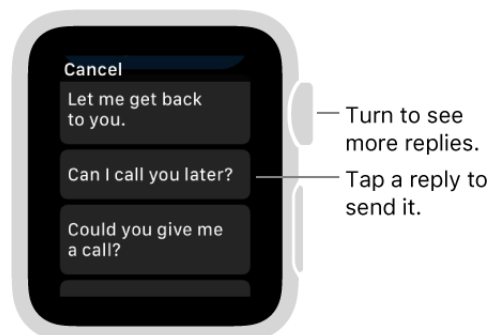 Cancel
Let me get back
to you.
Can I call you later?
Could you give me
a call?
Turn to see
more replies.
Tap a reply to
send it.